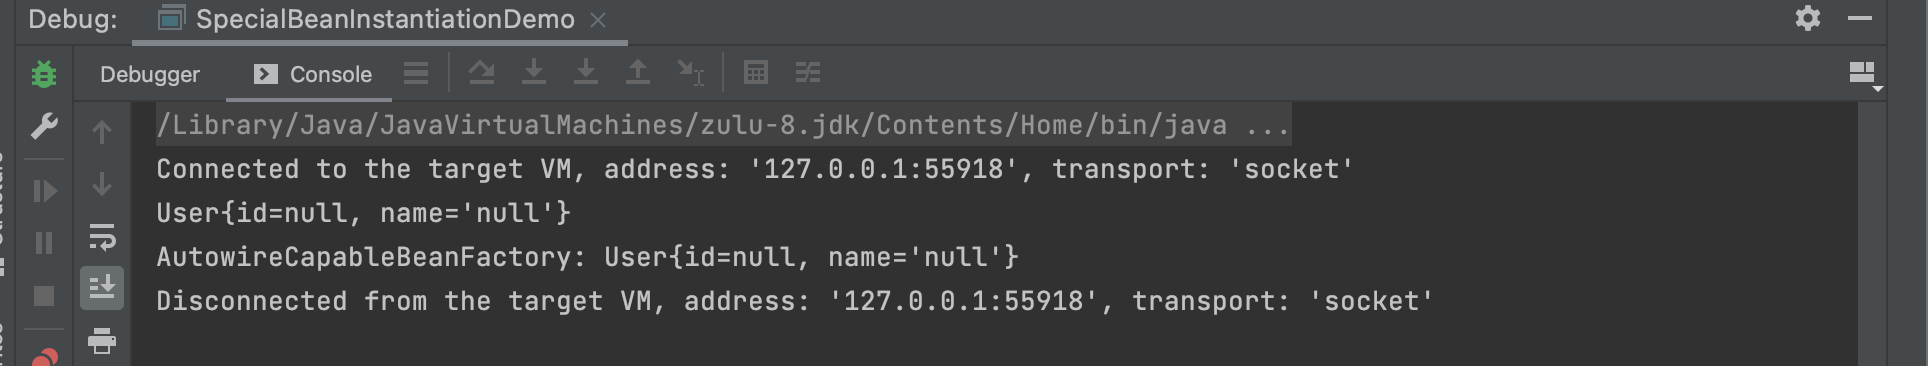 Debug: SpecialBeanInstantiationDemo
Debugger Console
/Library/Java/JavaVirtualMachines/zulu-8.jdk/Contents/Home/bin/java ...
Connected to the target VM, address: '127.0.0.1:55918', transport: 'socket'
User{id=null, name='null'}
AutowireCapableBeanFactory: User{id=null, name='null'}
Disconnected from the target VM, address: '127.0.0.1:55918', transport: 'socket'